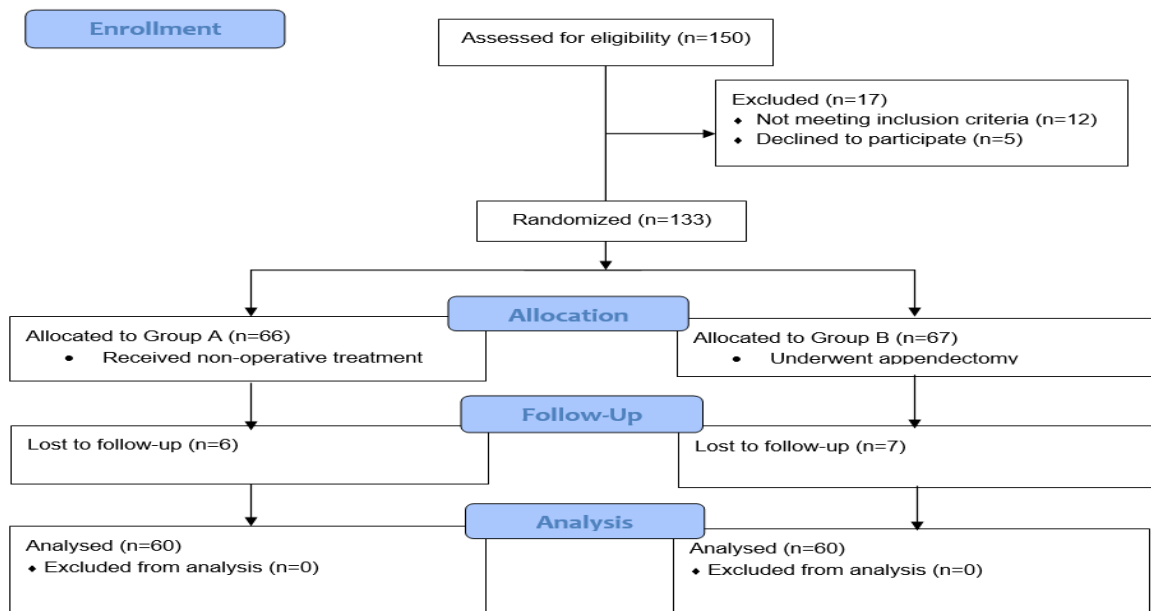 Enrollment
Assessed for eligibility (n=150)
Excluded (n=17)
◆ Not meeting inclusion criteria (n=12)
◆ Declined to participate (n=5)
Randomized (n=133)
Allocation
Allocated to Group A (n=66)
• Received non-operative treatment
Allocated to Group B (n=67)
• Underwent appendectomy
Follow-Up
Lost to follow-up (n=6)
Lost to follow-up (n=7)
Analysis
Analysed (n=60)
◆ Excluded from analysis (n=0)
Analysed (n=60)
◆ Excluded from analysis (n=0)